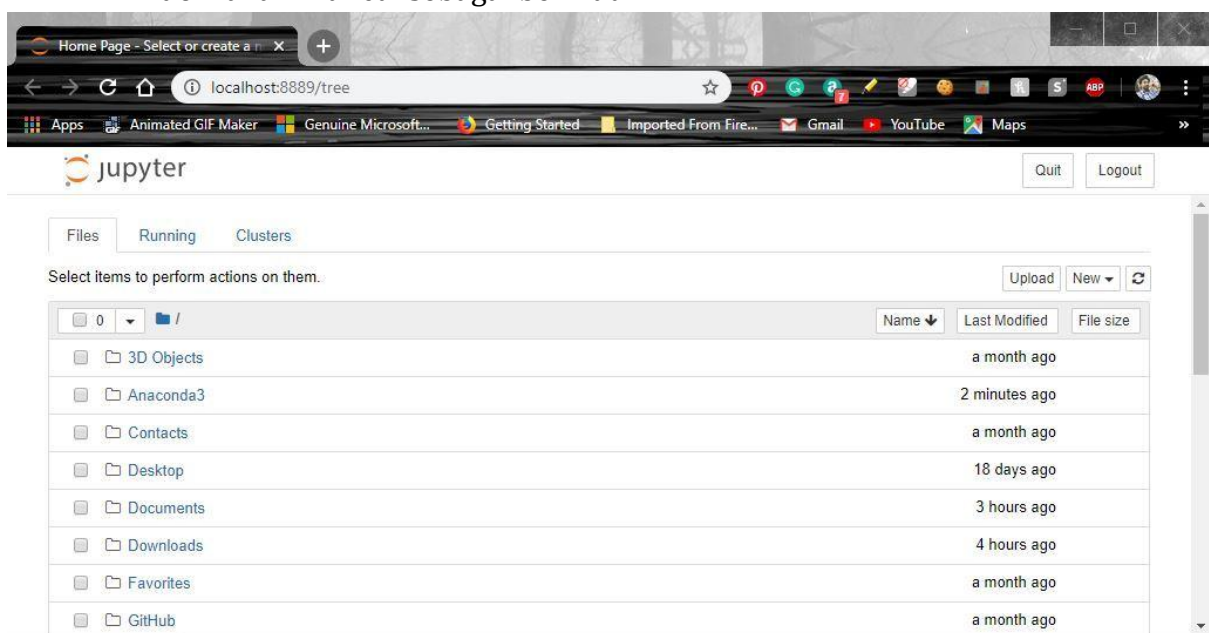 Home Page - Select or create a n
localhost:8889/tree
7
ABP
Apps Animated GIF Maker Genuine Microsoft... Getting Started Imported From Fire... Gmail YouTube Maps »
jupyter Quit Logout
Files Running Clusters
Select items to perform actions on them. Upload New
0 / Name Last Modified File size
3D Objects a month ago
Anaconda3 2 minutes ago
Contacts a month ago
Desktop 18 days ago
Documents 3 hours ago
Downloads 4 hours ago
Favorites a month ago
GitHub a month ago